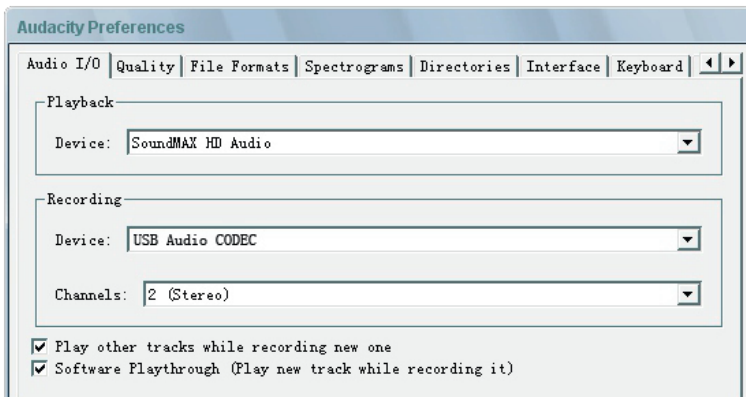 Audacity Preferences
Audio I/O Quality File Formats Spectrograms Directories Interface Keyboard
Playback
Device: SoundMAX HD Audio
Recording
Device: USB Audio CODEC
Channels: 2 (Stereo)
Play other tracks while recording new one
Software Playthrough (Play new track while recording it)